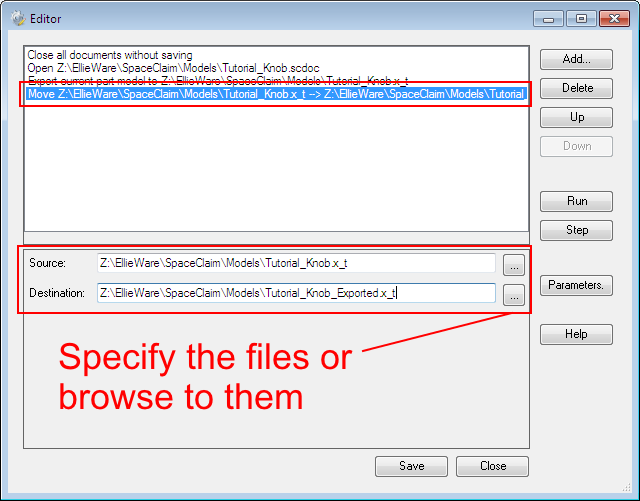 Editor
Close all documents without saving
Open Z:\EllieWare\SpaceClaim\Models\Tutorial_Knob.scdoc
Export current part model to Z:\EllieWare\SpaceClaim\Models\Tutorial_Knob.x_t
Move Z:\EllieWare\SpaceClaim\Models\Tutorial_Knob.x_t --> Z:\EllieWare\SpaceClaim\Models\Tutorial
Add...
Delete
Up
Down
Run
Step
Source: Z:\EllieWare\SpaceClaim\Models\Tutorial_Knob.x_t ...
Destination: Z:\EllieWare\SpaceClaim\Models\Tutorial_Knob_Exported.x_t ...
Parameters.
Help
Specify the files or
browse to them
Save Close